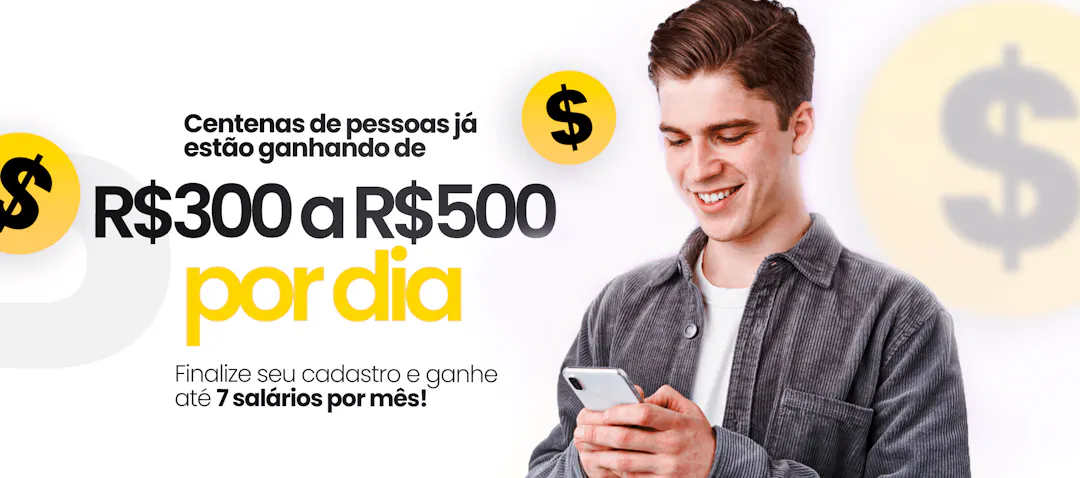 Centenas de pessoas já
estão ganhando de
R$300 a R$500
por dia
Finalize seu cadastro e ganhe
até 7 salários por mês!
$
$
$